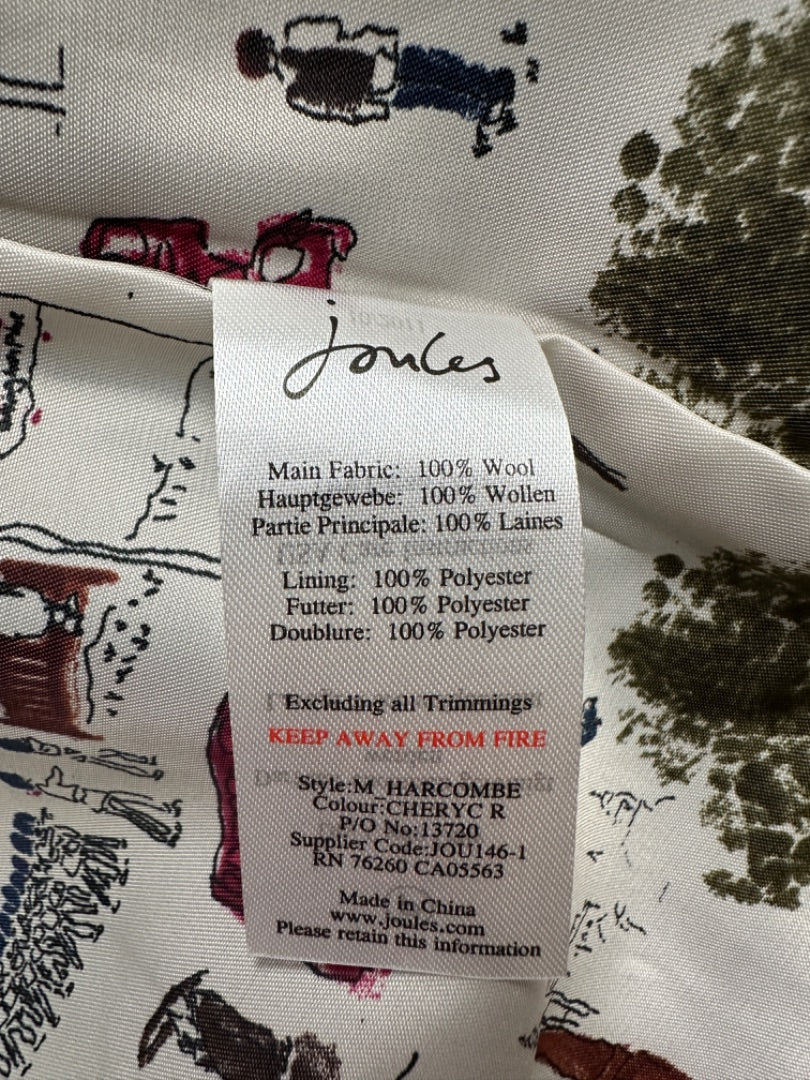 joules
Main Fabric: 100% Wool
Hauptgewebe: 100% Wollen
Partie Principale: 100% Laines
Lining: 100% Polyester
Futter: 100% Polyester
Doublure: 100% Polyester
Excluding all Trimmings
KEEP AWAY FROM FIRE
Style:M_HARCOMBE
Colour:CHERYC R
P/O No:13720
Supplier Code:JOU146-1
RN 76260 CA05563
Made in China
www.joules.com
Please retain this information